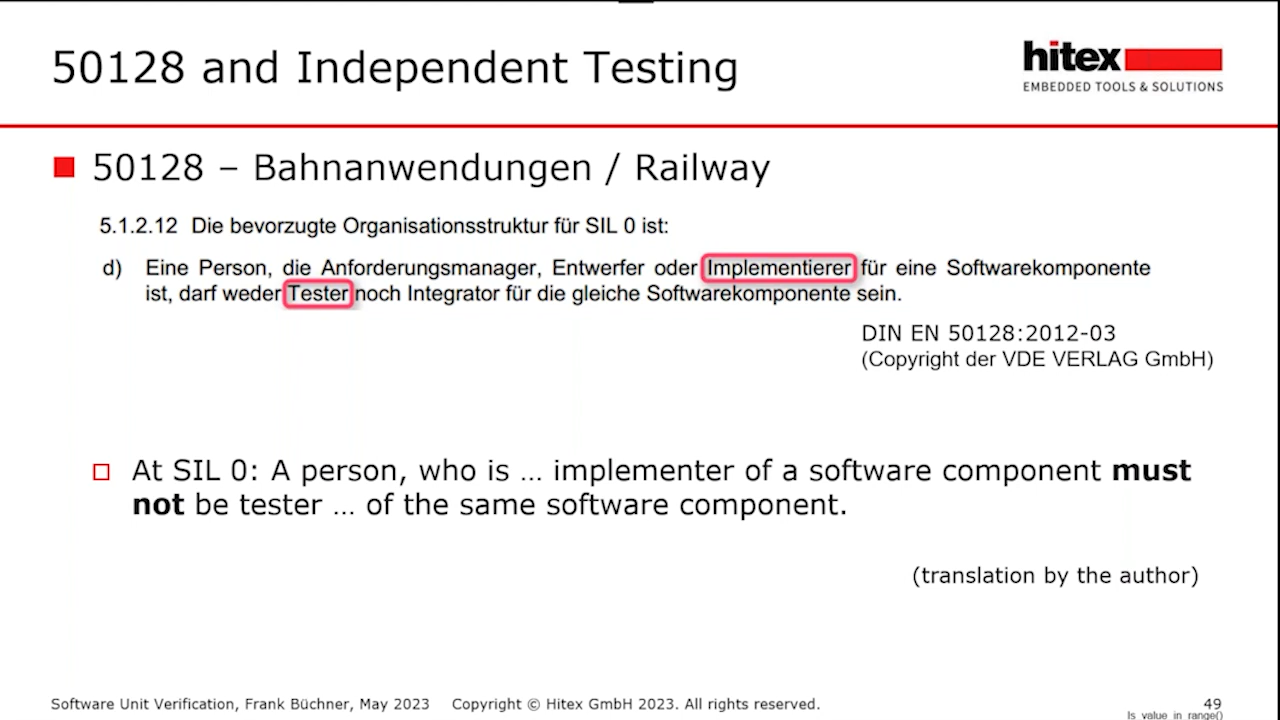 50128 and Independent Testing
hitex
EMBEDDED TOOLS & SOLUTIONS
50128 – Bahnanwendungen / Railway
5.1.2.12 Die bevorzugte Organisationsstruktur für SIL 0 ist:
d) Eine Person, die Anforderungsmanager, Entwerfer oder Implementierer für eine Softwarekomponente
ist, darf weder Tester noch Integrator für die gleiche Softwarekomponente sein.
DIN EN 50128:2012-03
(Copyright der VDE VERLAG GmbH)
At SIL 0: A person, who is … implementer of a software component must
not be tester … of the same software component.
(translation by the author)
Software Unit Verification, Frank Büchner, May 2023 Copyright © Hitex GmbH 2023. All rights reserved. 49
Is_value_in_range()